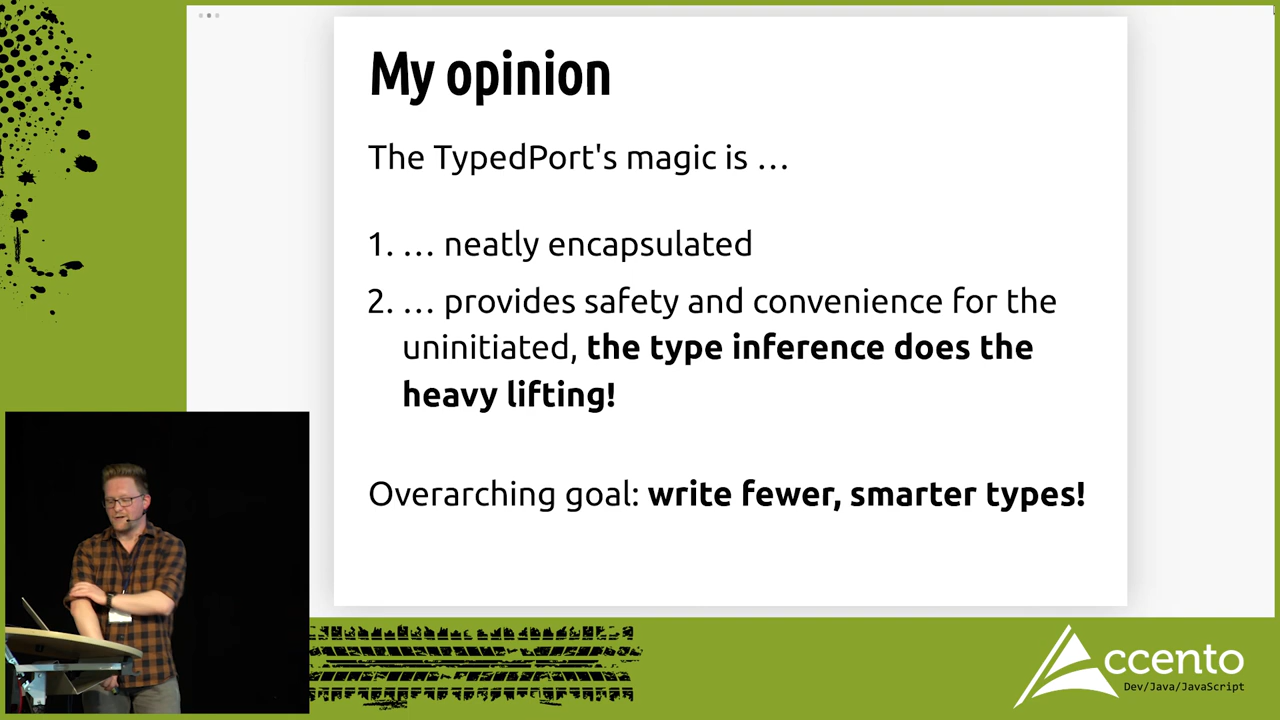 My opinion
The TypedPort's magic is …
1. … neatly encapsulated
2. … provides safety and convenience for the
uninitiated, the type inference does the
heavy lifting!
Overarching goal: write fewer, smarter types!
Accento
Dev/Java/JavaScript